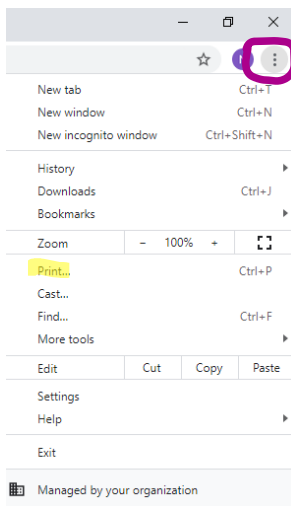 New tab Ctrl+T
New window Ctrl+N
New incognito window Ctrl+Shift+N
History
Downloads Ctrl+J
Bookmarks
Zoom - 100% +
Print... Ctrl+P
Cast...
Find... Ctrl+F
More tools
Edit Cut Copy Paste
Settings
Help
Exit
Managed by your organization